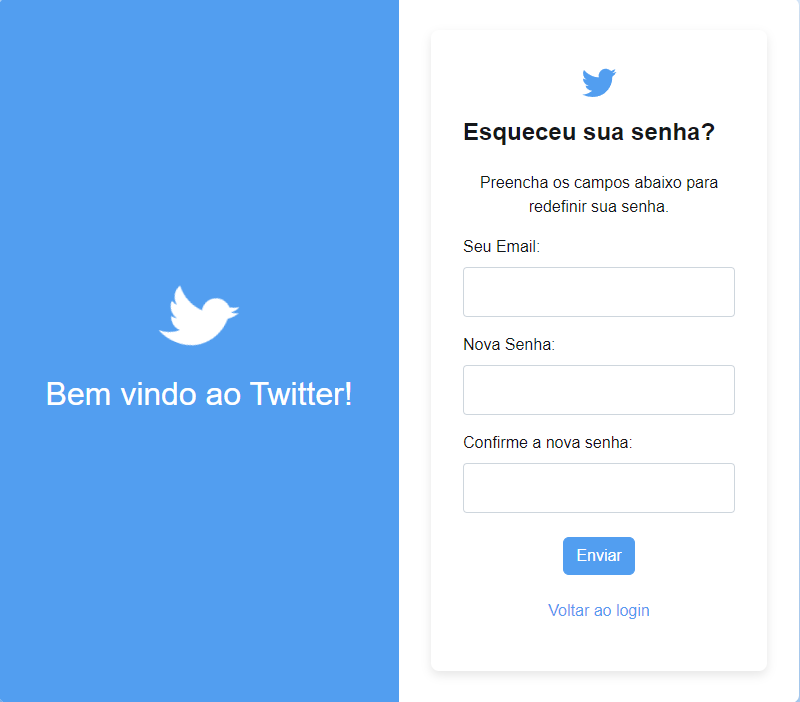 Bem vindo ao Twitter!
Esqueceu sua senha?
Preencha os campos abaixo para
redefinir sua senha.
Seu Email:
Nova Senha:
Confirme a nova senha:
Enviar
Voltar ao login